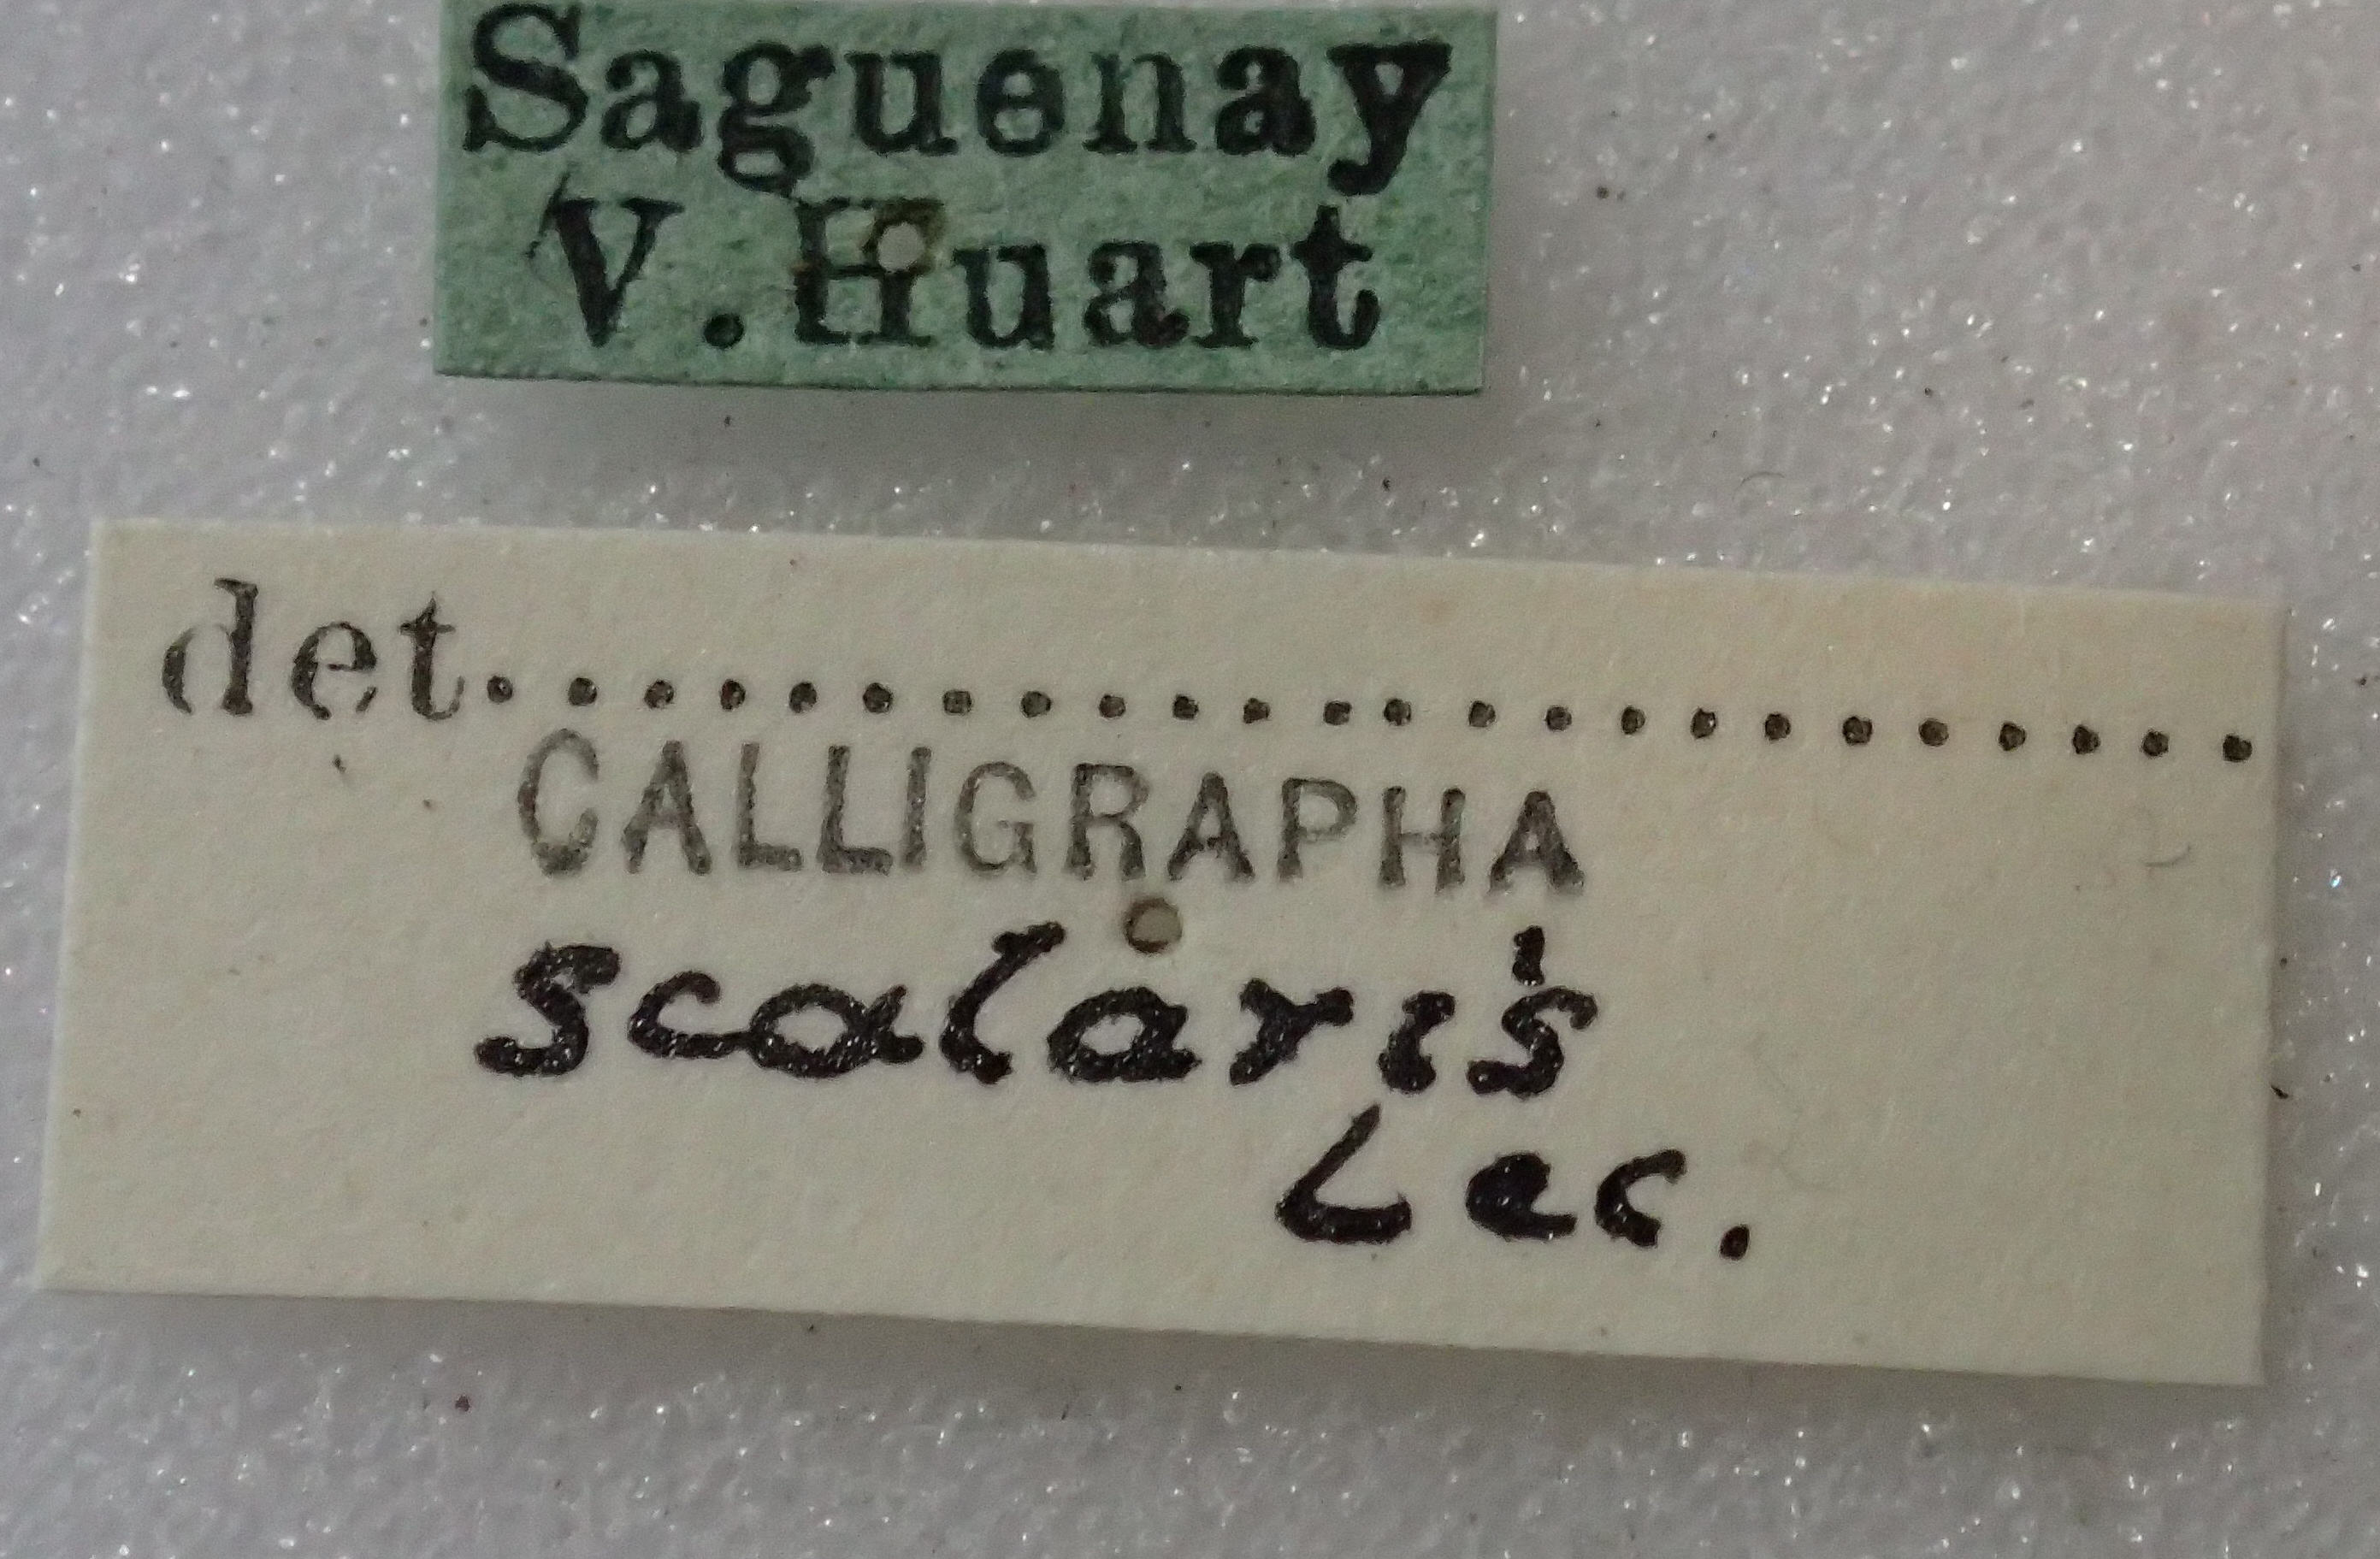 Saguenay
V. Huart
det........................
CALLIGRAPHA
scalaris
Lec.